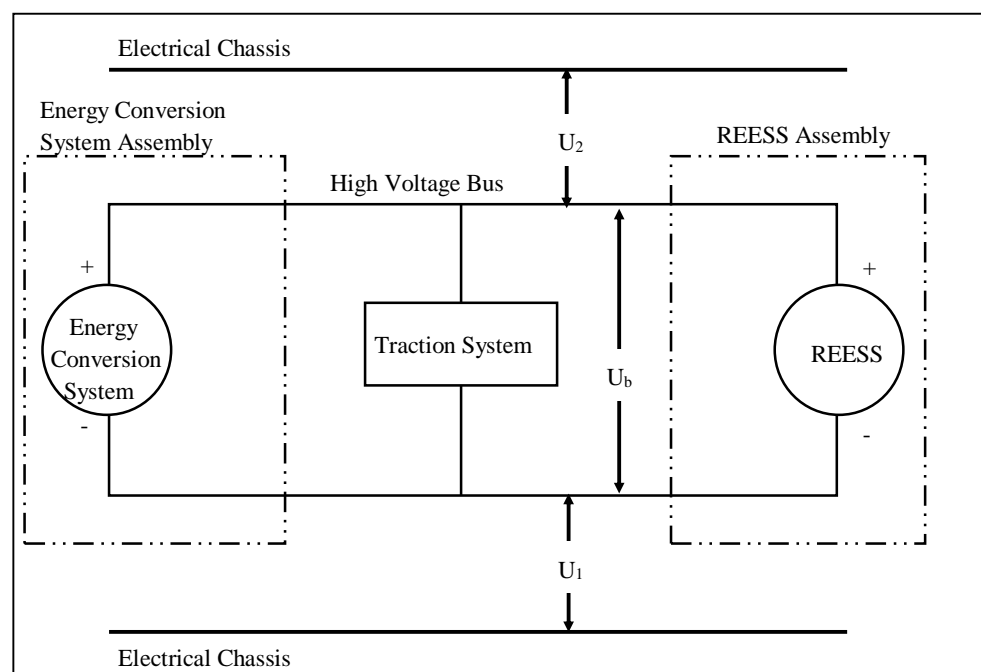 Electrical Chassis
Energy Conversion
System Assembly
U₂
REESS Assembly
High Voltage Bus
+
+
Energy
Conversion
System
Traction System
U_b
REESS
-
-
U₁
Electrical Chassis